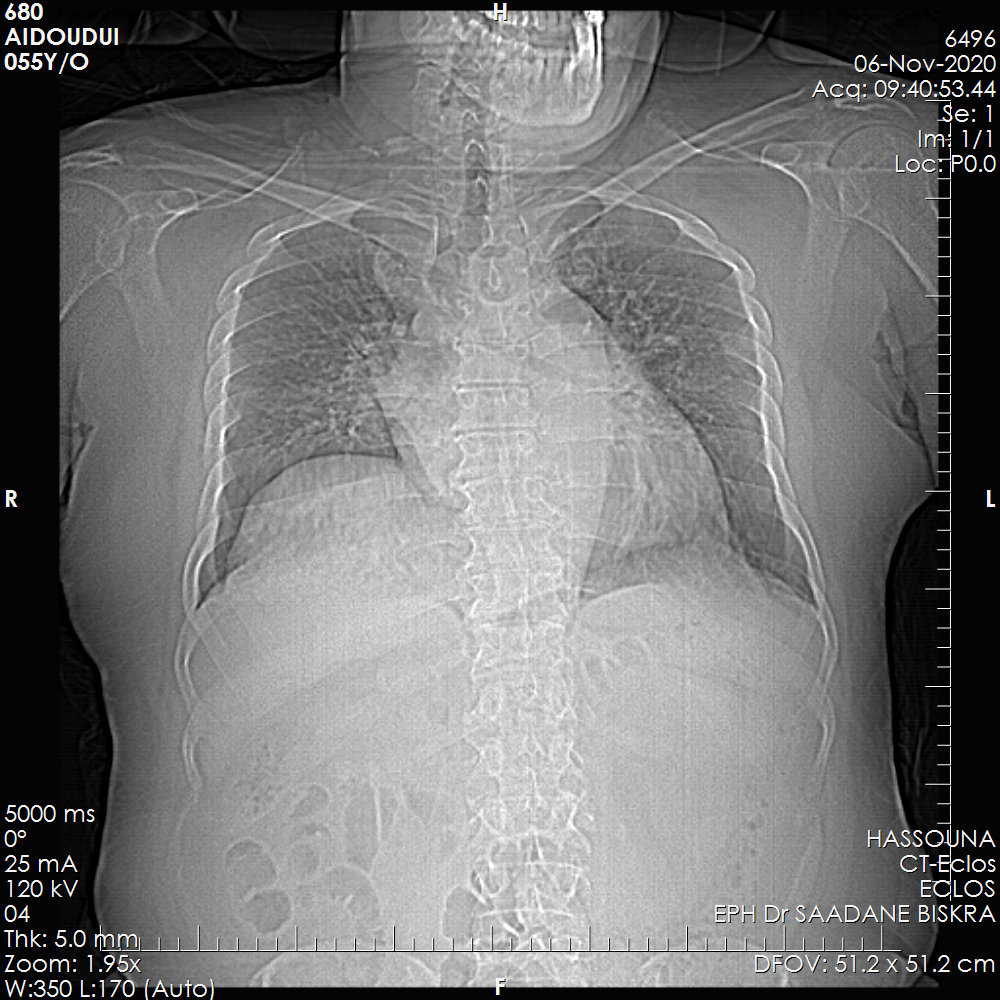 680
AIDOUDUI
055Y/O
H
6496
06-Nov-2020
Acq: 09:40:53.44
Se: 1
Im: 1/1
Loc: P0.0
R
L
5000 ms
0°
25 mA
120 kV
04
Thk: 5.0 mm
Zoom: 1.95x
W:350 L:170 (Auto)
HASSOUNA
CT-Eclos
ECLOS
EPH Dr SAADANE BISKRA
DFOV: 51.2 x 51.2 cm
F